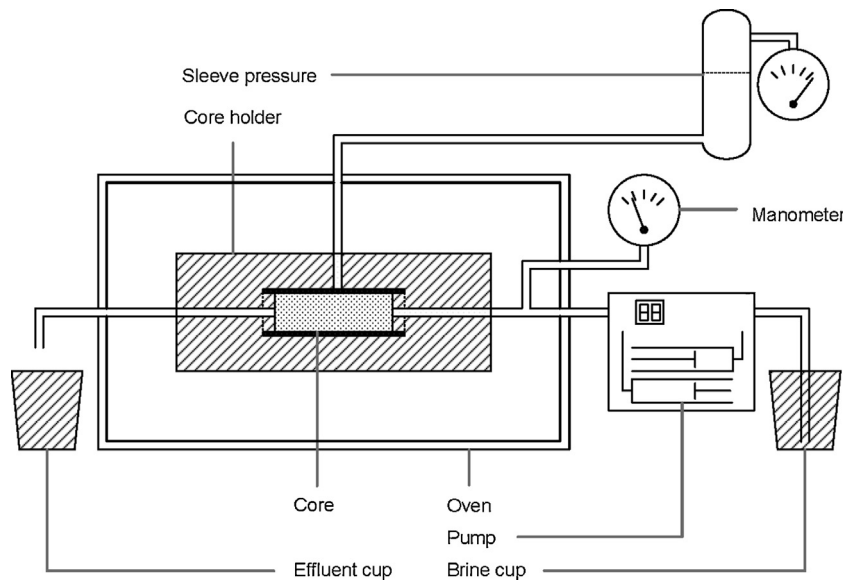 Sleeve pressure
Core holder
Manometer
Core
Oven
Pump
Effluent cup
Brine cup